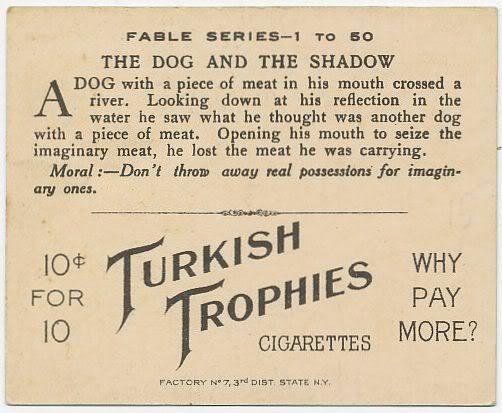 FABLE SERIES–1 TO 50
THE DOG AND THE SHADOW
A DOG with a piece of meat in his mouth crossed a
river. Looking down at his reflection in the
water he saw what he thought was another dog
with a piece of meat. Opening his mouth to seize the
imaginary meat, he lost the meat he was carrying.
Moral:—Don't throw away real possessions for imagin-
ary ones.
10¢
FOR
10
TURKISH
TROPHIES
CIGARETTES
WHY
PAY
MORE?
FACTORY No 7, 3rd DIST. STATE N.Y.